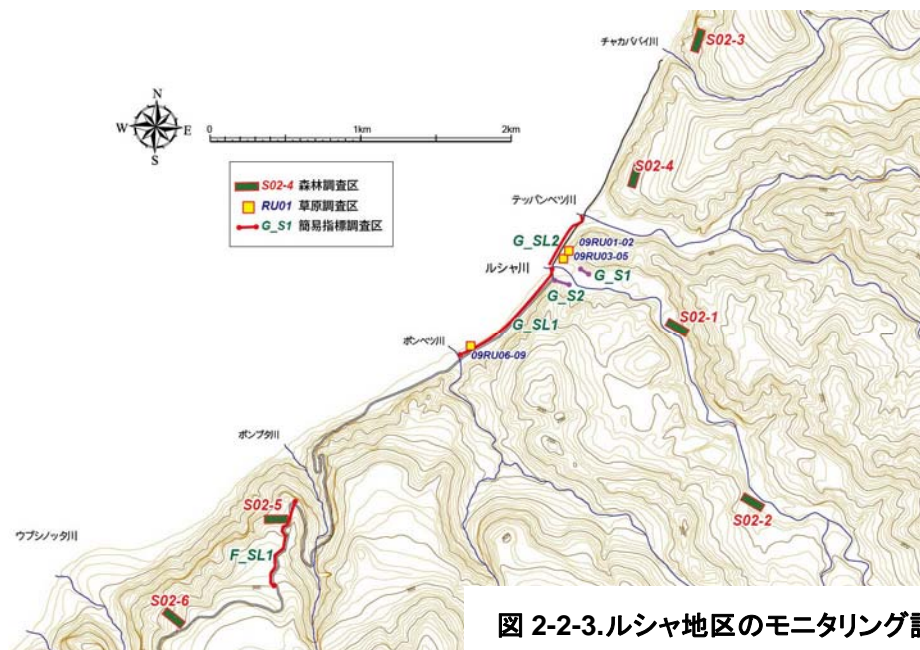 チャカババイ川
S02-3
N
W E
S
0 1km 2km
S02-4
S02-4 森林調査区
RU01 草原調査区
G_S1 簡易指標調査区
テッパンベツ川
G_SL2
09RU01-02
09RU03-05
ルシャ川
G_S1
G_S2
G_SL1
S02-1
ポンベツ川
09RU06-09
ポンプタ川
S02-5
S02-2
ウプシノッタ川
F_SL1
S02-6
図 2-2-3.ルシャ地区のモニタリング